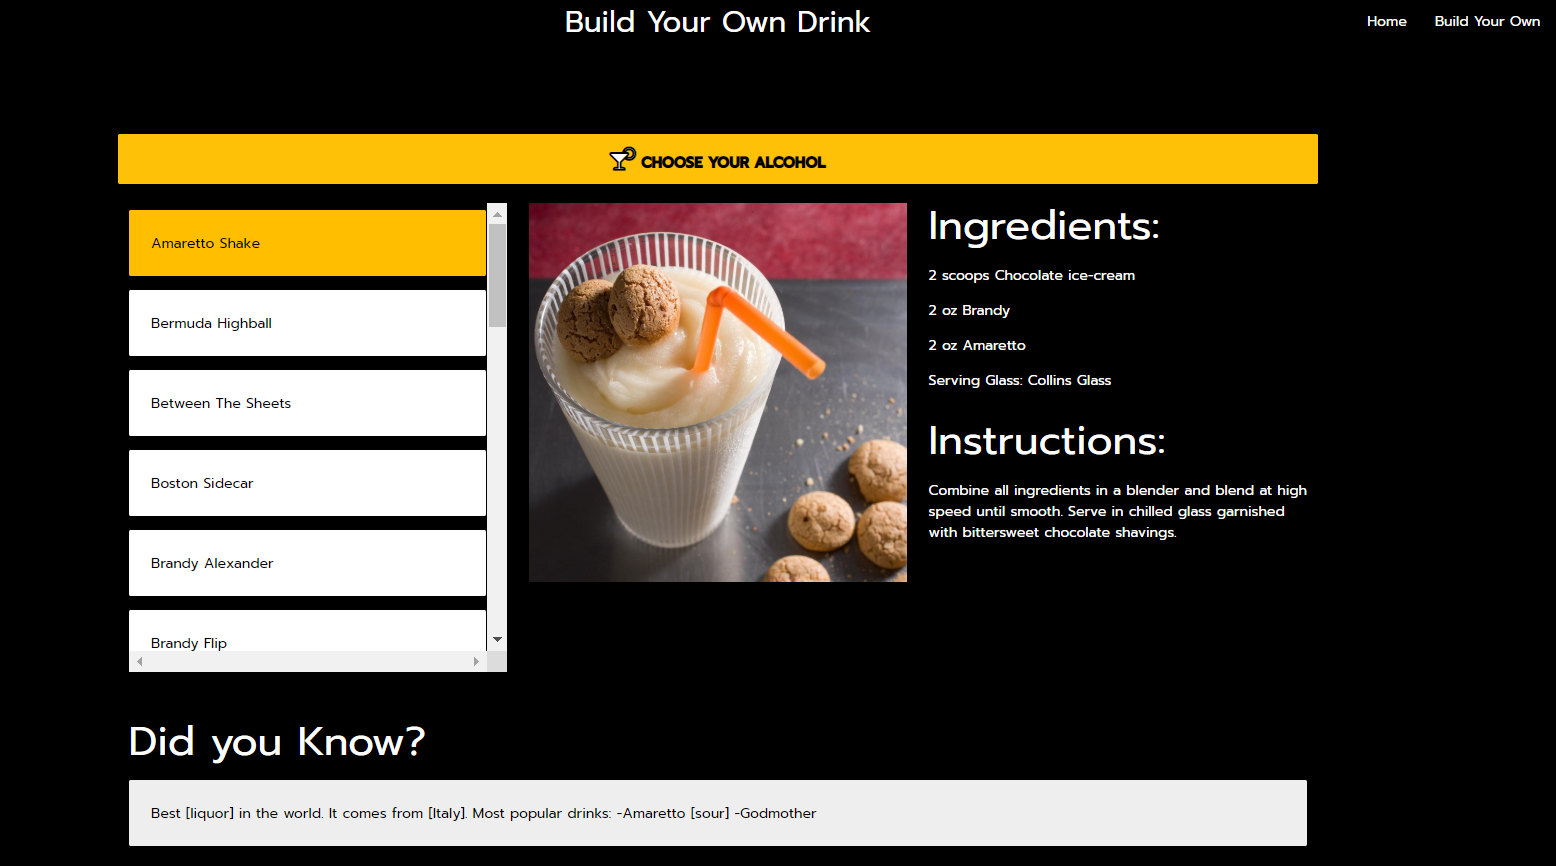 Build Your Own Drink
Home
Build Your Own
CHOOSE YOUR ALCOHOL
Amaretto Shake
Bermuda Highball
Between The Sheets
Boston Sidecar
Brandy Alexander
Brandy Flip
Ingredients:
2 scoops Chocolate ice-cream
2 oz Brandy
2 oz Amaretto
Serving Glass: Collins Glass
Instructions:
Combine all ingredients in a blender and blend at high
speed until smooth. Serve in chilled glass garnished
with bittersweet chocolate shavings.
Did you Know?
Best [liquor] in the world. It comes from [Italy]. Most popular drinks: -Amaretto [sour] -Godmother